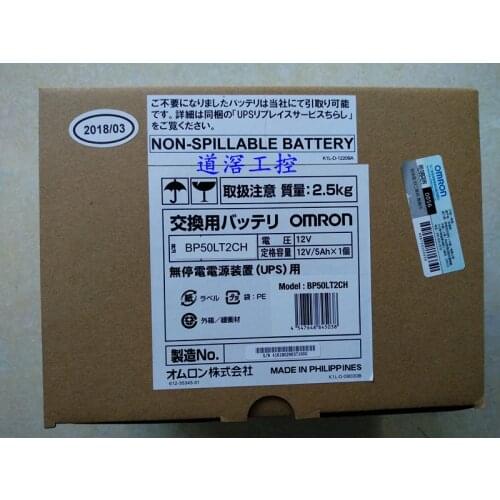 2018/03
ご不要になりましたバッテリは当社にて引取り可能
です。詳細は同梱の「UPSリプレイスサービスちらし」
をご覧ください。
NON-SPILLABLE BATTERY
K1L-D-12209A
道滘工控
取扱注意 質量：2.5kg
交換用バッテリ OMRON
形式 BP50LT2CH
電圧 12V
定格容量 12V/5Ah×1個
無停電電源装置(UPS)用
Model : BP50LT2CH
ラベル 袋：PE
外箱/緩衝材
4 547648 645038
製造No.
オムロン株式会社
MADE IN PHILIPPINES
OMRON